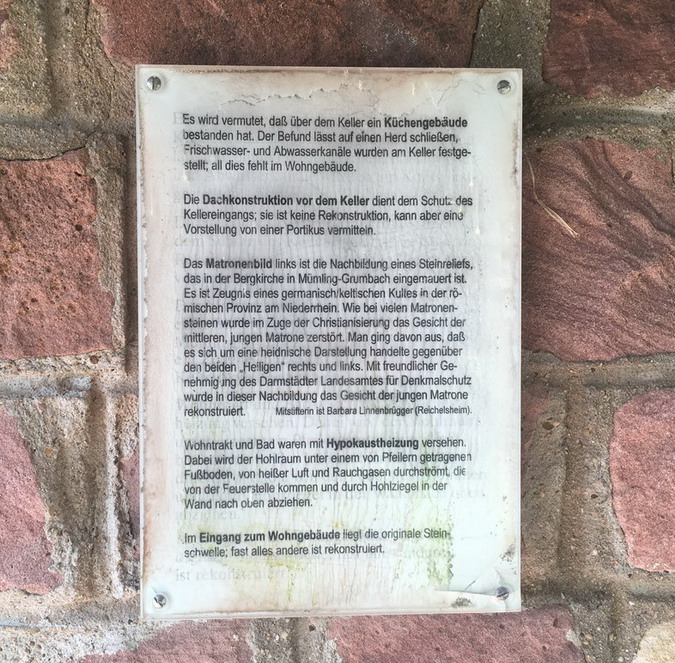 Es wird vermutet, daß über dem Keller ein Küchengebäude
bestanden hat. Der Befund lässt auf einen Herd schließen,
Frischwasser- und Abwasserkanäle wurden am Keller festge-
stellt; all dies fehlt im Wohngebäude.
Die Dachkonstruktion vor dem Keller dient dem Schutz des
Kellereingangs; sie ist keine Rekonstruktion, kann aber eine
Vorstellung von einer Portikus vermitteln.
Das Matronenbild links ist die Nachbildung eines Steinreliefs,
das in der Bergkirche in Mümling-Grumbach eingemauert ist.
Es ist Zeugnis eines germanisch/keltischen Kultes in der rö-
mischen Provinz am Niederrhein. Wie bei vielen Matronen-
steinen wurde im Zuge der Christianisierung das Gesicht der
mittleren, jungen Matrone zerstört. Man ging davon aus, daß
es sich um eine heidnische Darstellung handelte gegenüber
den beiden „Heiligen" rechts und links. Mit freundlicher Ge-
nehmigung des Darmstädter Landesamtes für Denkmalschutz
wurde in dieser Nachbildung das Gesicht der jungen Matrone
rekonstruiert. Mitstifterin ist Barbara Linnenbrügger (Reichelsheim).
Wohntrakt und Bad waren mit Hypokaustheizung versehen.
Dabei wird der Hohlraum unter einem von Pfeilern getragenen
Fußboden, von heißer Luft und Rauchgasen durchströmt, die
von der Feuerstelle kommen und durch Hohlziegel in der
Wand nach oben abziehen.
Im Eingang zum Wohngebäude liegt die originale Stein-
schwelle; fast alles andere ist rekonstruiert.